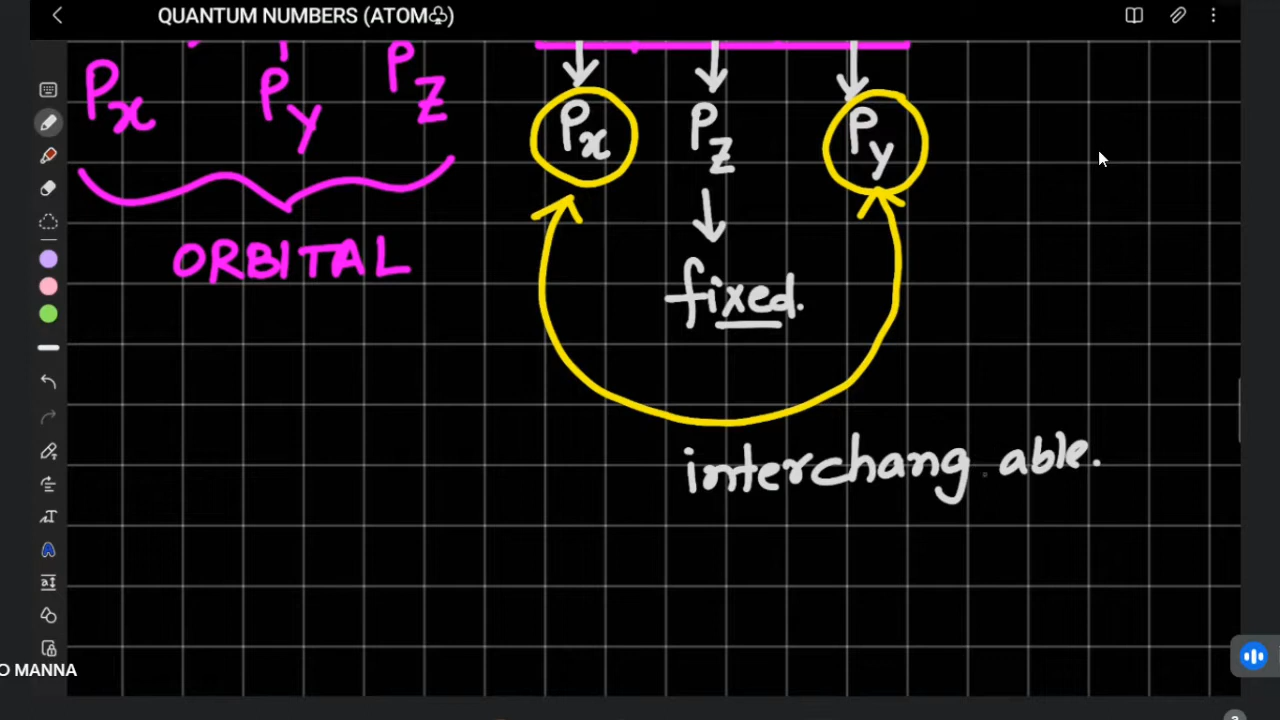 QUANTUM NUMBERS (ATOM♧)
Px Py Pz
ORBITAL
Px Pz Py
fixed.
interchang able.
O MANNA